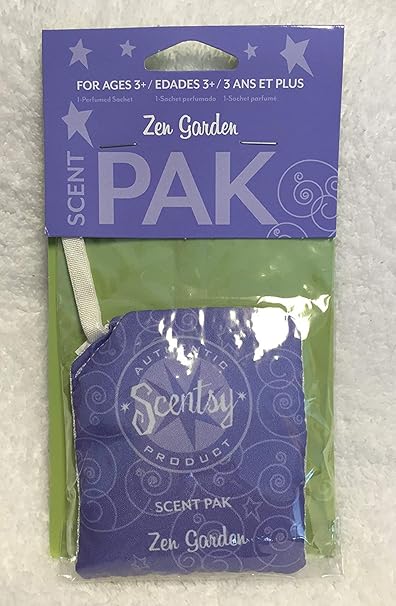 FOR AGES 3+ / EDADES 3+ / 3 ANS ET PLUS
1-Perfumed Sachet 1-Sachet perfumado 1-Sachet parfumé
Zen Garden
SCENT
PAK
AUTHENTIC
Scentsy
PRODUCT
SCENT PAK
Zen Garden